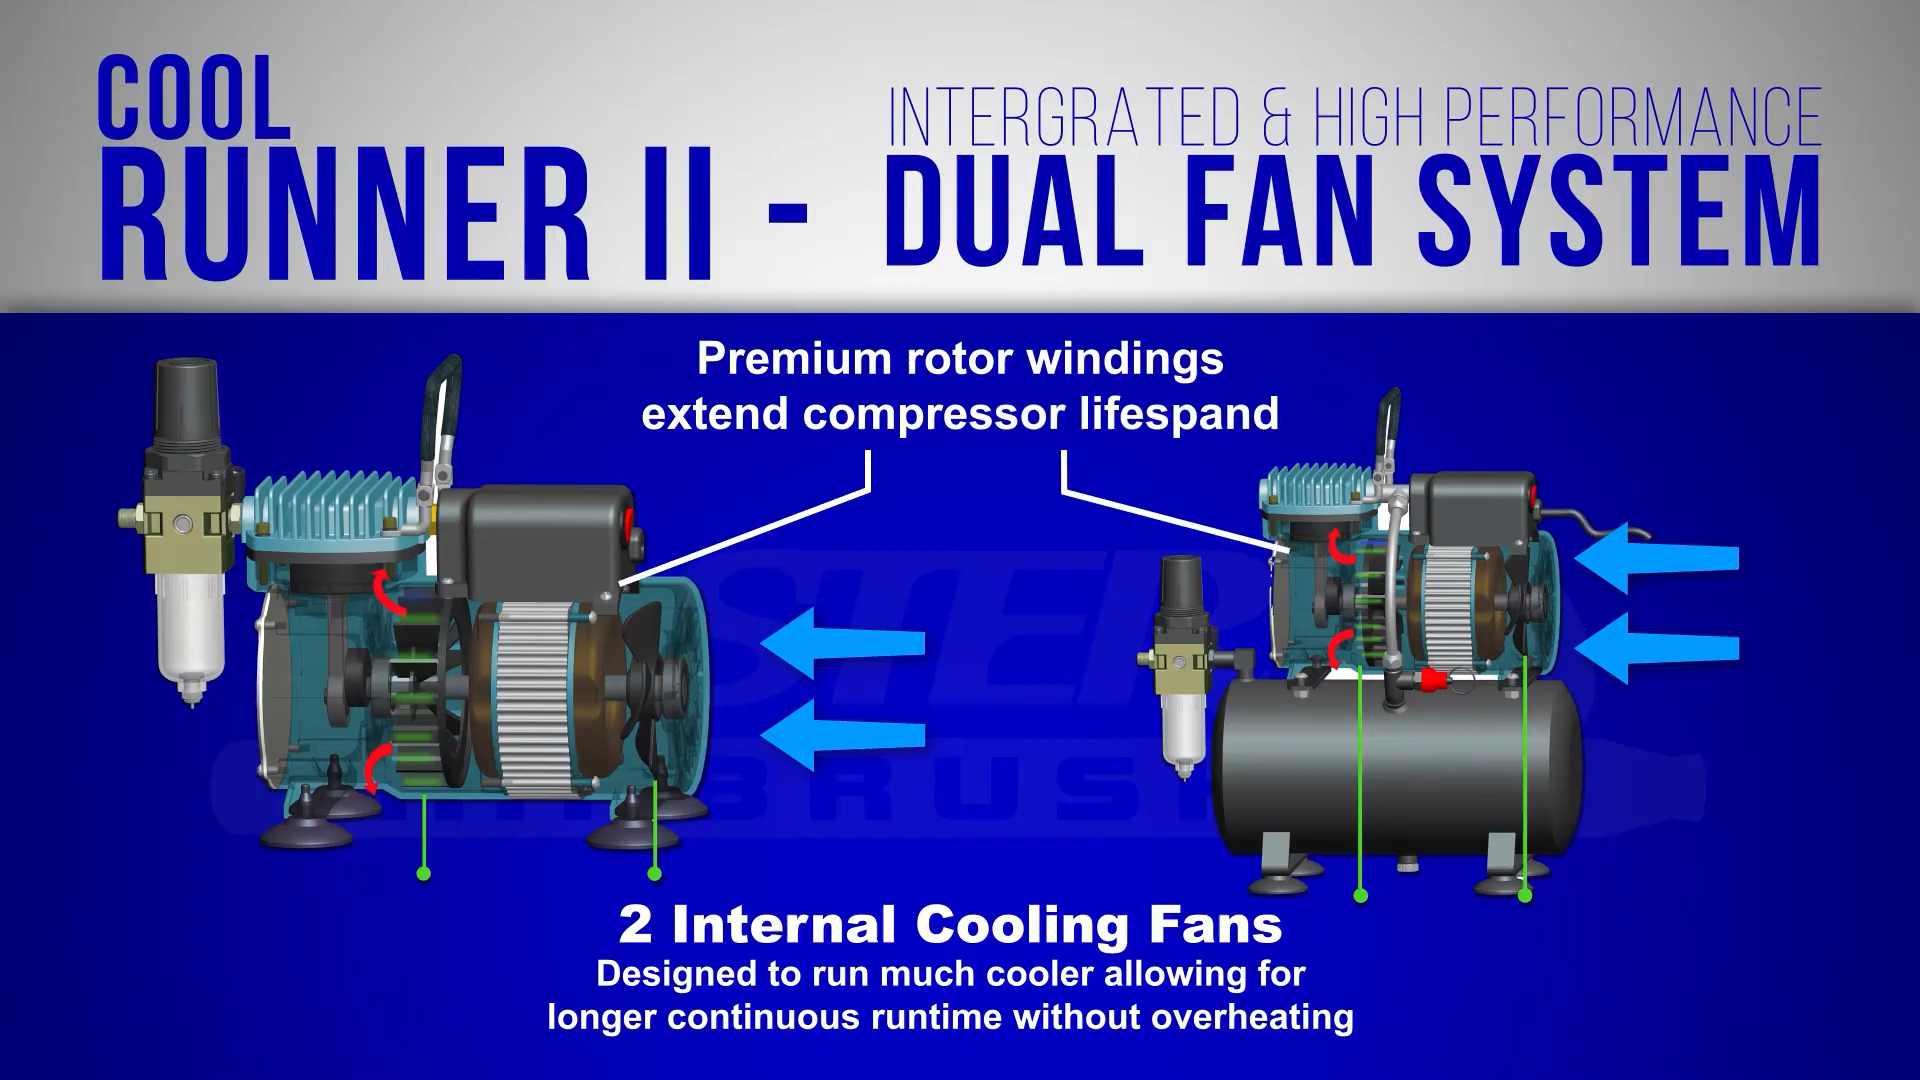 COOL
RUNNER II -
INTERGRATED & HIGH PERFORMANCE
DUAL FAN SYSTEM
Premium rotor windings
extend compressor lifespand
2 Internal Cooling Fans
Designed to run much cooler allowing for
longer continuous runtime without overheating